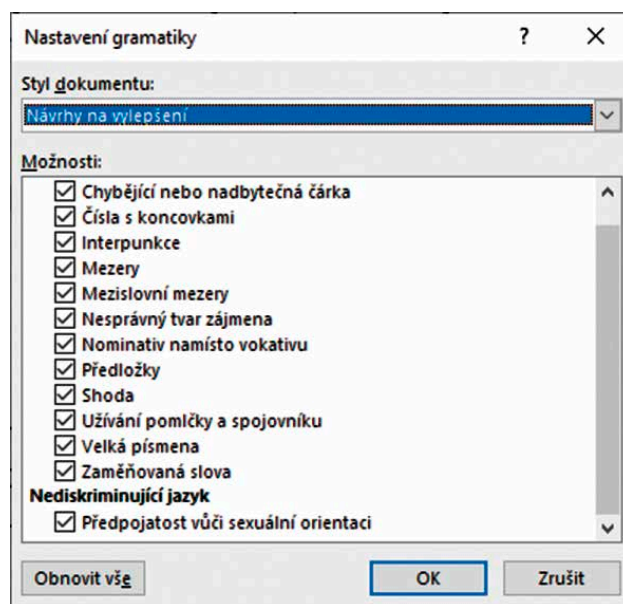 Nastavení gramatiky
Styl dokumentu:
Návrhy na vylepšení
Možnosti:
Chybějící nebo nadbytečná čárka
Čísla s koncovkami
Interpunkce
Mezery
Mezislovní mezery
Nesprávný tvar zájmena
Nominativ namísto vokativu
Předložky
Shoda
Užívání pomlčky a spojovníku
Velká písmena
Zaměňovaná slova
Nediskriminující jazyk
Předpojatost vůči sexuální orientaci
Obnovit vše OK Zrušit